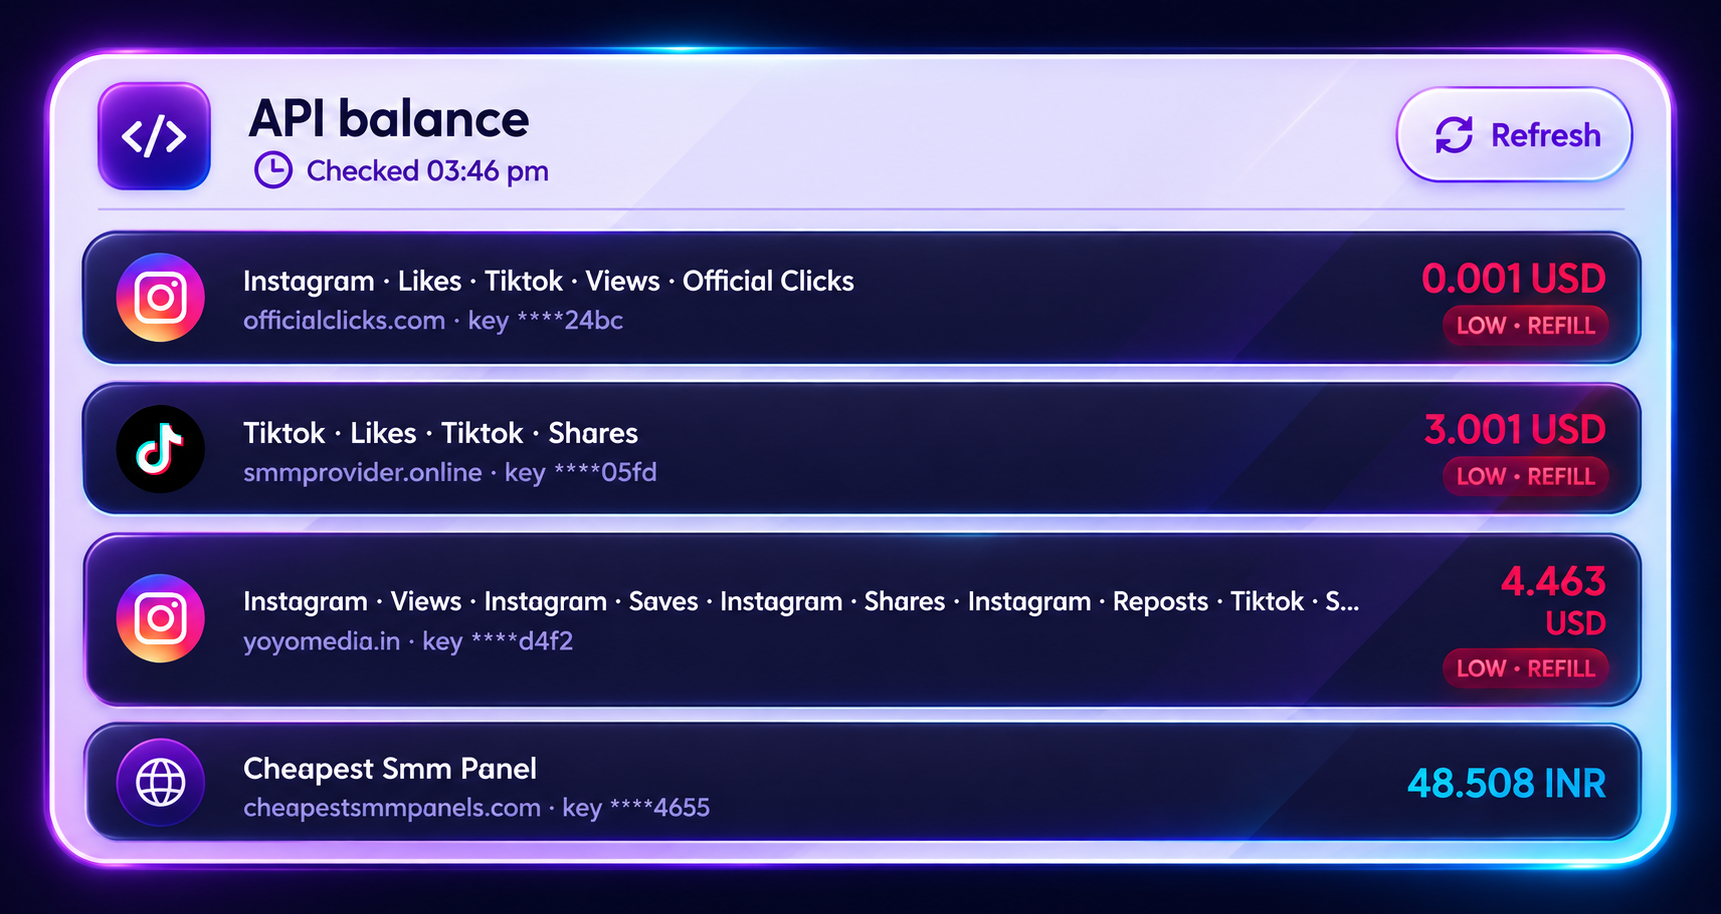 </>
API balance
Checked 03:46 pm
Refresh
Instagram · Likes · Tiktok · Views · Official Clicks
officialclicks.com · key ****24bc
0.001 USD
LOW · REFILL
Tiktok · Likes · Tiktok · Shares
smmprovider.online · key ****05fd
3.001 USD
LOW · REFILL
Instagram · Views · Instagram · Saves · Instagram · Shares · Instagram · Reposts · Tiktok · S...
yoyomedia.in · key ****d4f2
4.463
USD
LOW · REFILL
Cheapest Smm Panel
cheapestsmmpanels.com · key ****4655
48.508 INR